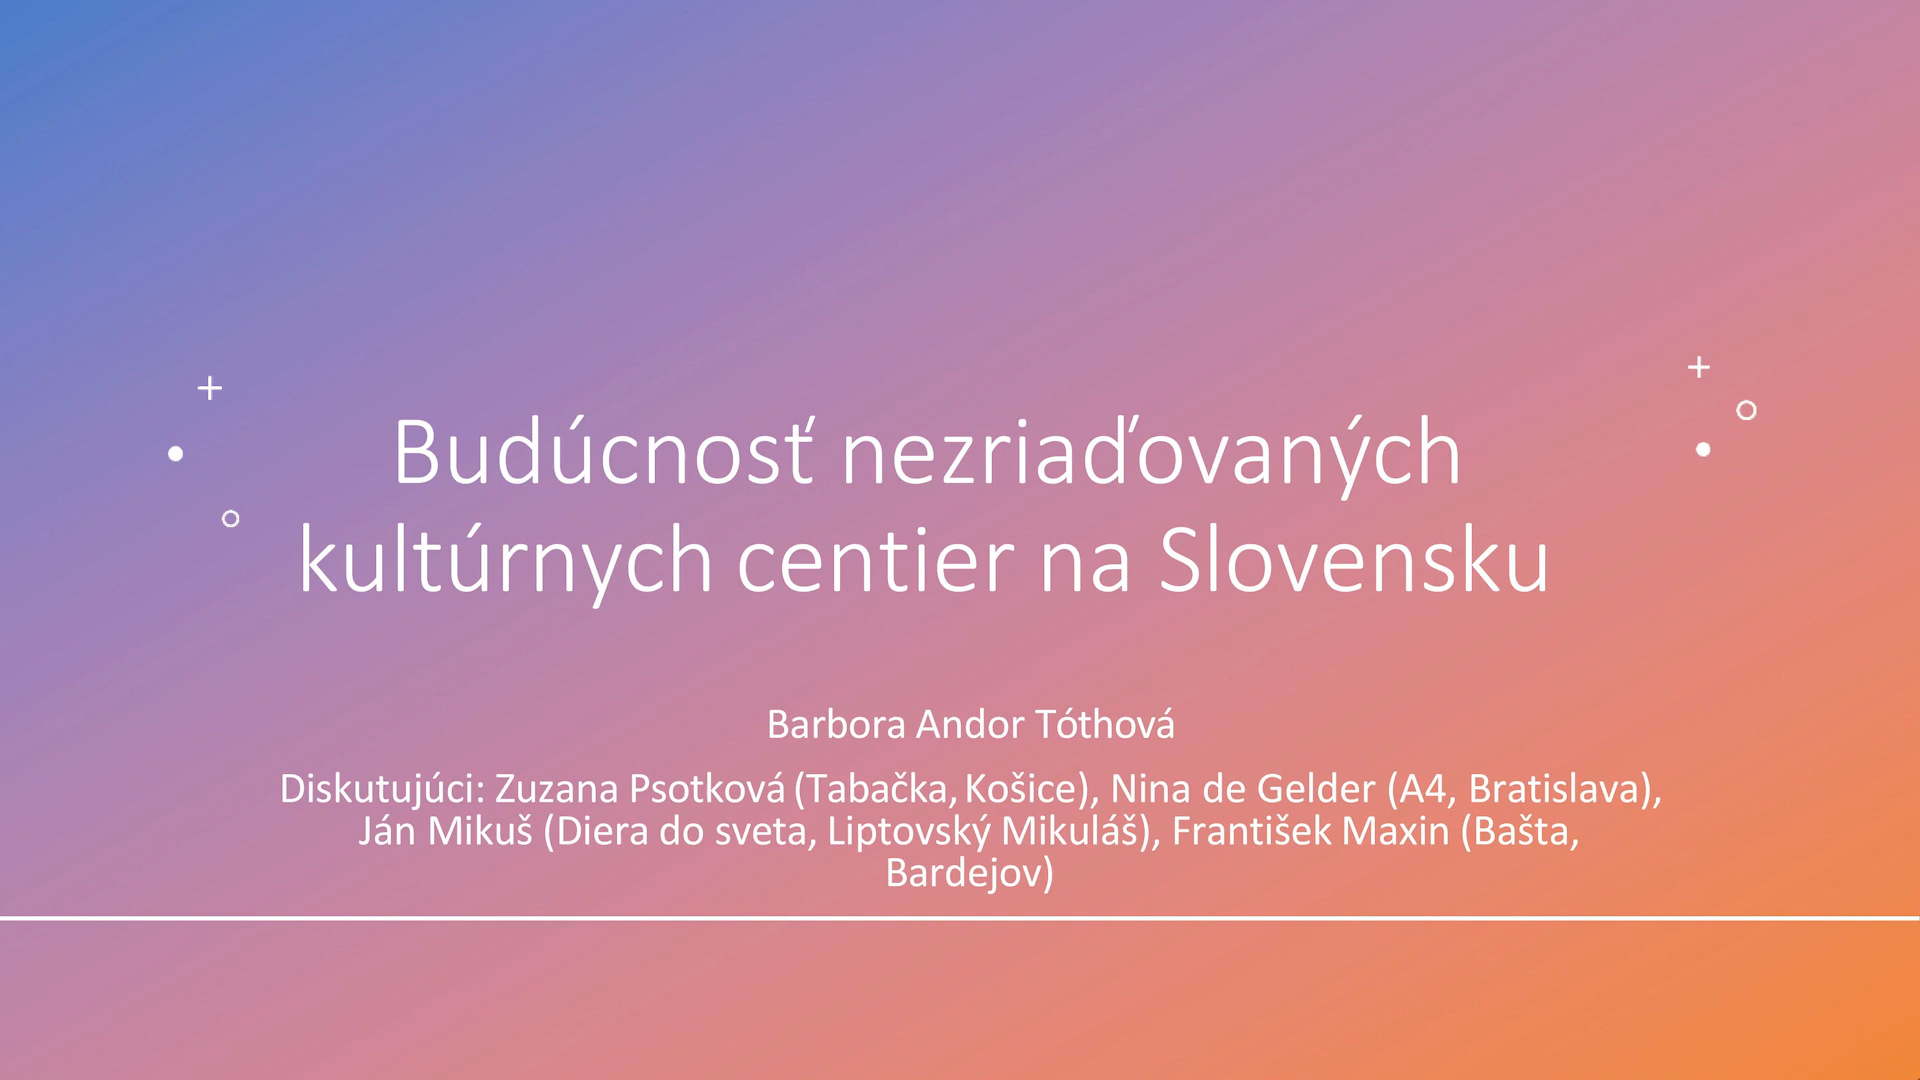 Budúcnosť nezriaďovaných
kultúrnych centier na Slovensku
Barbora Andor Tóthová
Diskutujúci: Zuzana Psotková (Tabačka, Košice), Nina de Gelder (A4, Bratislava),
Ján Mikuš (Diera do sveta, Liptovský Mikuláš), František Maxin (Bašta,
Bardejov)